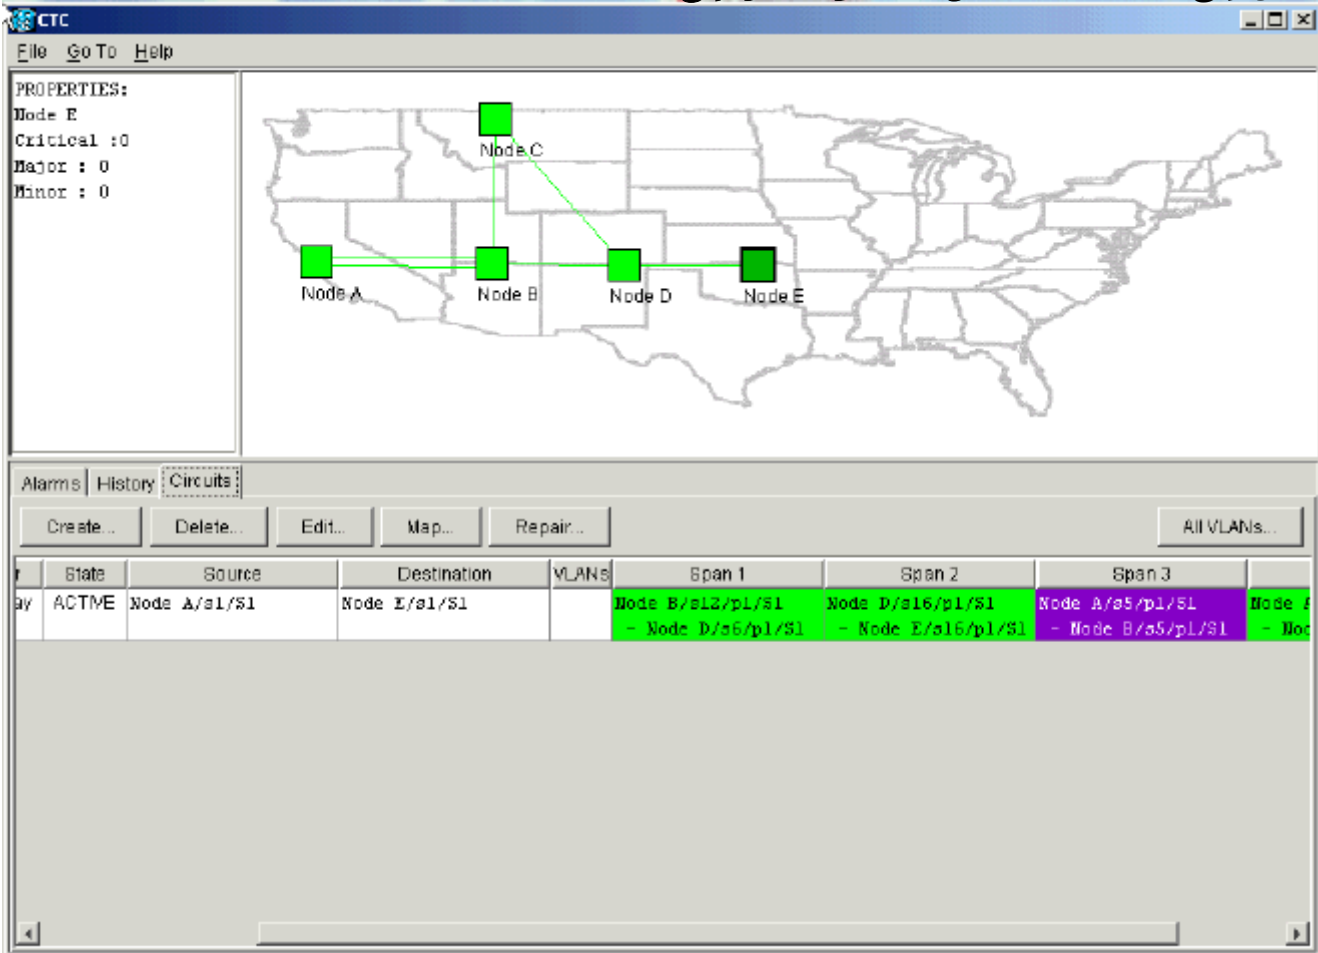 CTC
File Go To Help
PROPERTIES:
Node E
Critical :0
Major : 0
Minor : 0
Node C
Node A
Node B
Node D
Node E
Alarms History Circuits
Create... Delete... Edit... Map... Repair... All VLANs...
r State Source Destination VLANs Span 1 Span 2 Span 3
ay ACTIVE Node A/s1/S1 Node E/s1/S1 Node B/s12/p1/S1 Node D/s16/p1/S1 Node A/s5/p1/S1 Node
- Node D/s6/p1/S1 - Node E/s16/p1/S1 - Node B/s5/p1/S1 - Noc